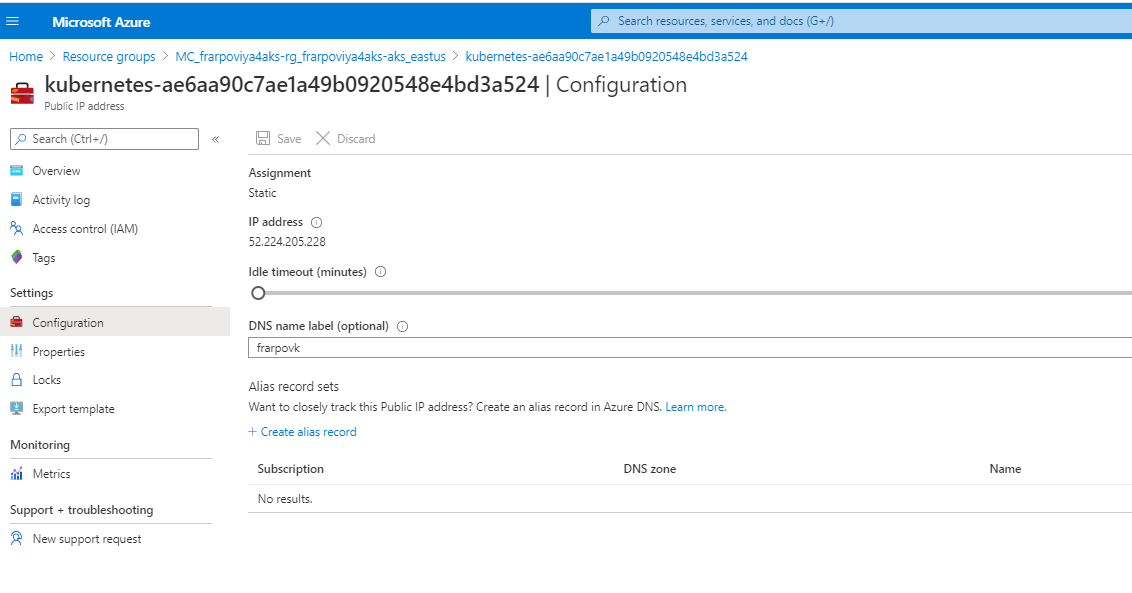 Microsoft Azure
Search resources, services, and docs (G+/)
Home > Resource groups > MC_frarpoviya4aks-rg_frarpoviya4aks-aks_eastus > kubernetes-ae6aa90c7ae1a49b0920548e4bd3a524
kubernetes-ae6aa90c7ae1a49b0920548e4bd3a524 | Configuration
Public IP address
Search (Ctrl+/)
«
Save
Discard
Overview
Activity log
Access control (IAM)
Tags
Settings
Configuration
Properties
Locks
Export template
Monitoring
Metrics
Support + troubleshooting
New support request
Assignment
Static
IP address
52.224.205.228
Idle timeout (minutes)
DNS name label (optional)
frarpovk
Alias record sets
Want to closely track this Public IP address? Create an alias record in Azure DNS. Learn more.
+ Create alias record
Subscription DNS zone Name
No results.